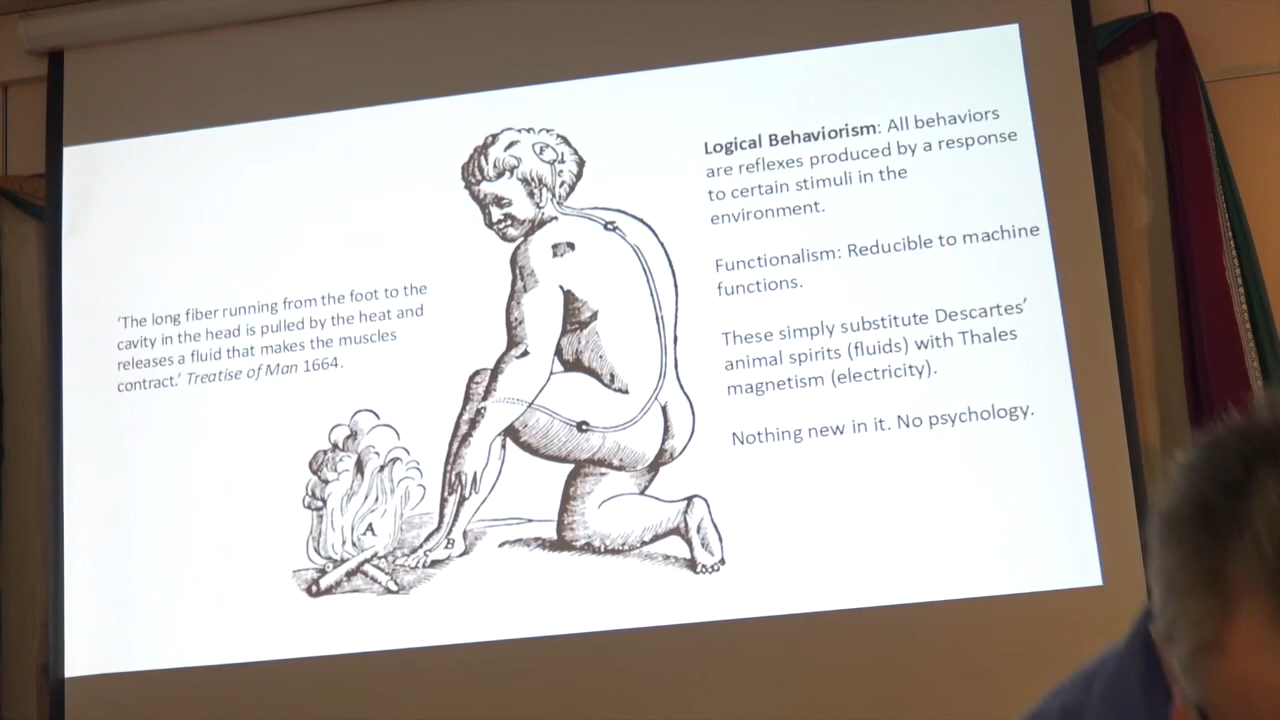 'The long fiber running from the foot to the
cavity in the head is pulled by the heat and
releases a fluid that makes the muscles
contract.' Treatise of Man 1664.
A
B
Logical Behaviorism: All behaviors
are reflexes produced by a response
to certain stimuli in the
environment.
Functionalism: Reducible to machine
functions.
These simply substitute Descartes'
animal spirits (fluids) with Thales
magnetism (electricity).
Nothing new in it. No psychology.